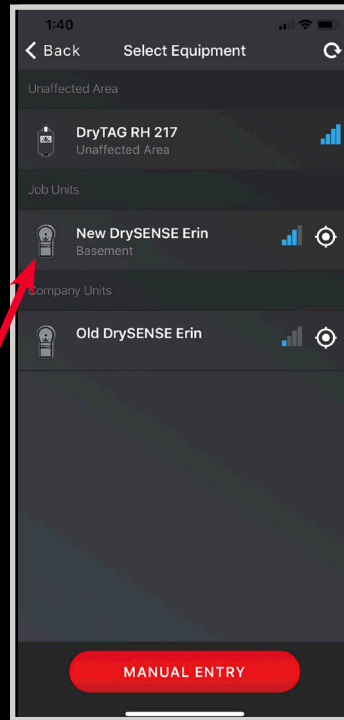 1:40
Back Select Equipment
Unaffected Area
DryTAG RH 217
Unaffected Area
Job Units
New DrySENSE Erin
Basement
Company Units
Old DrySENSE Erin
MANUAL ENTRY